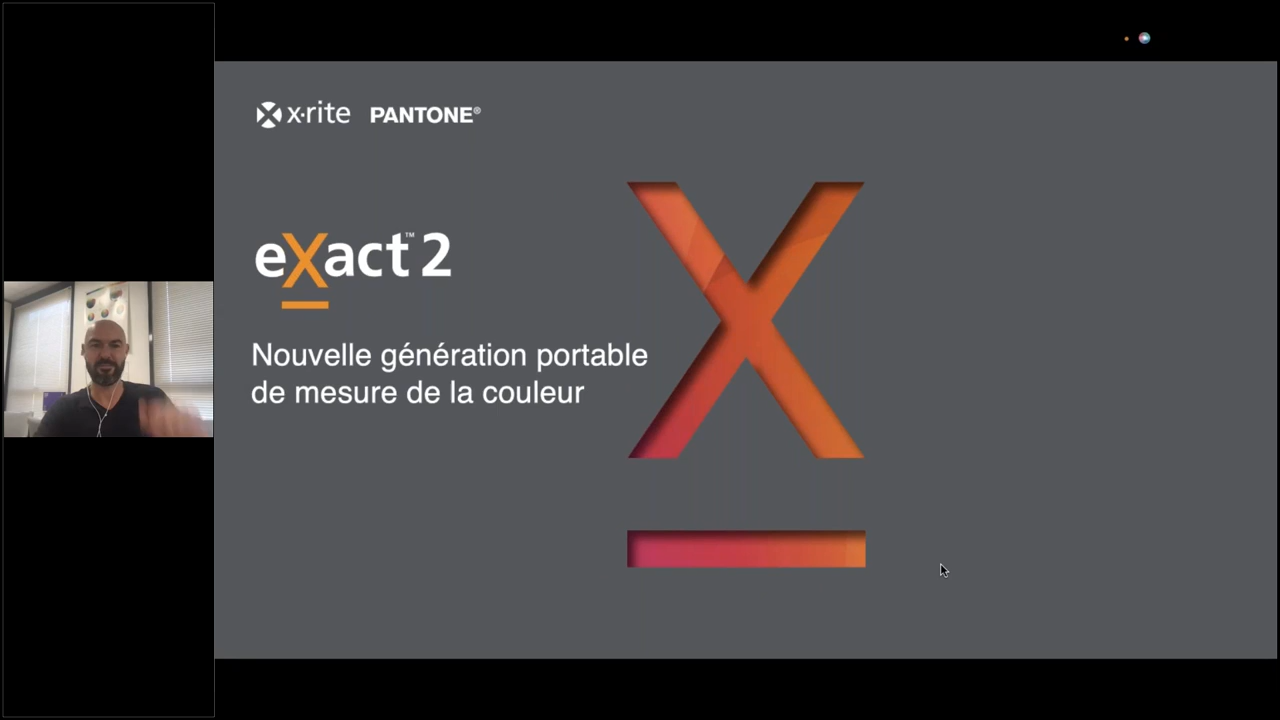 x·rite PANTONE®
eXact™ 2
Nouvelle génération portable
de mesure de la couleur
X